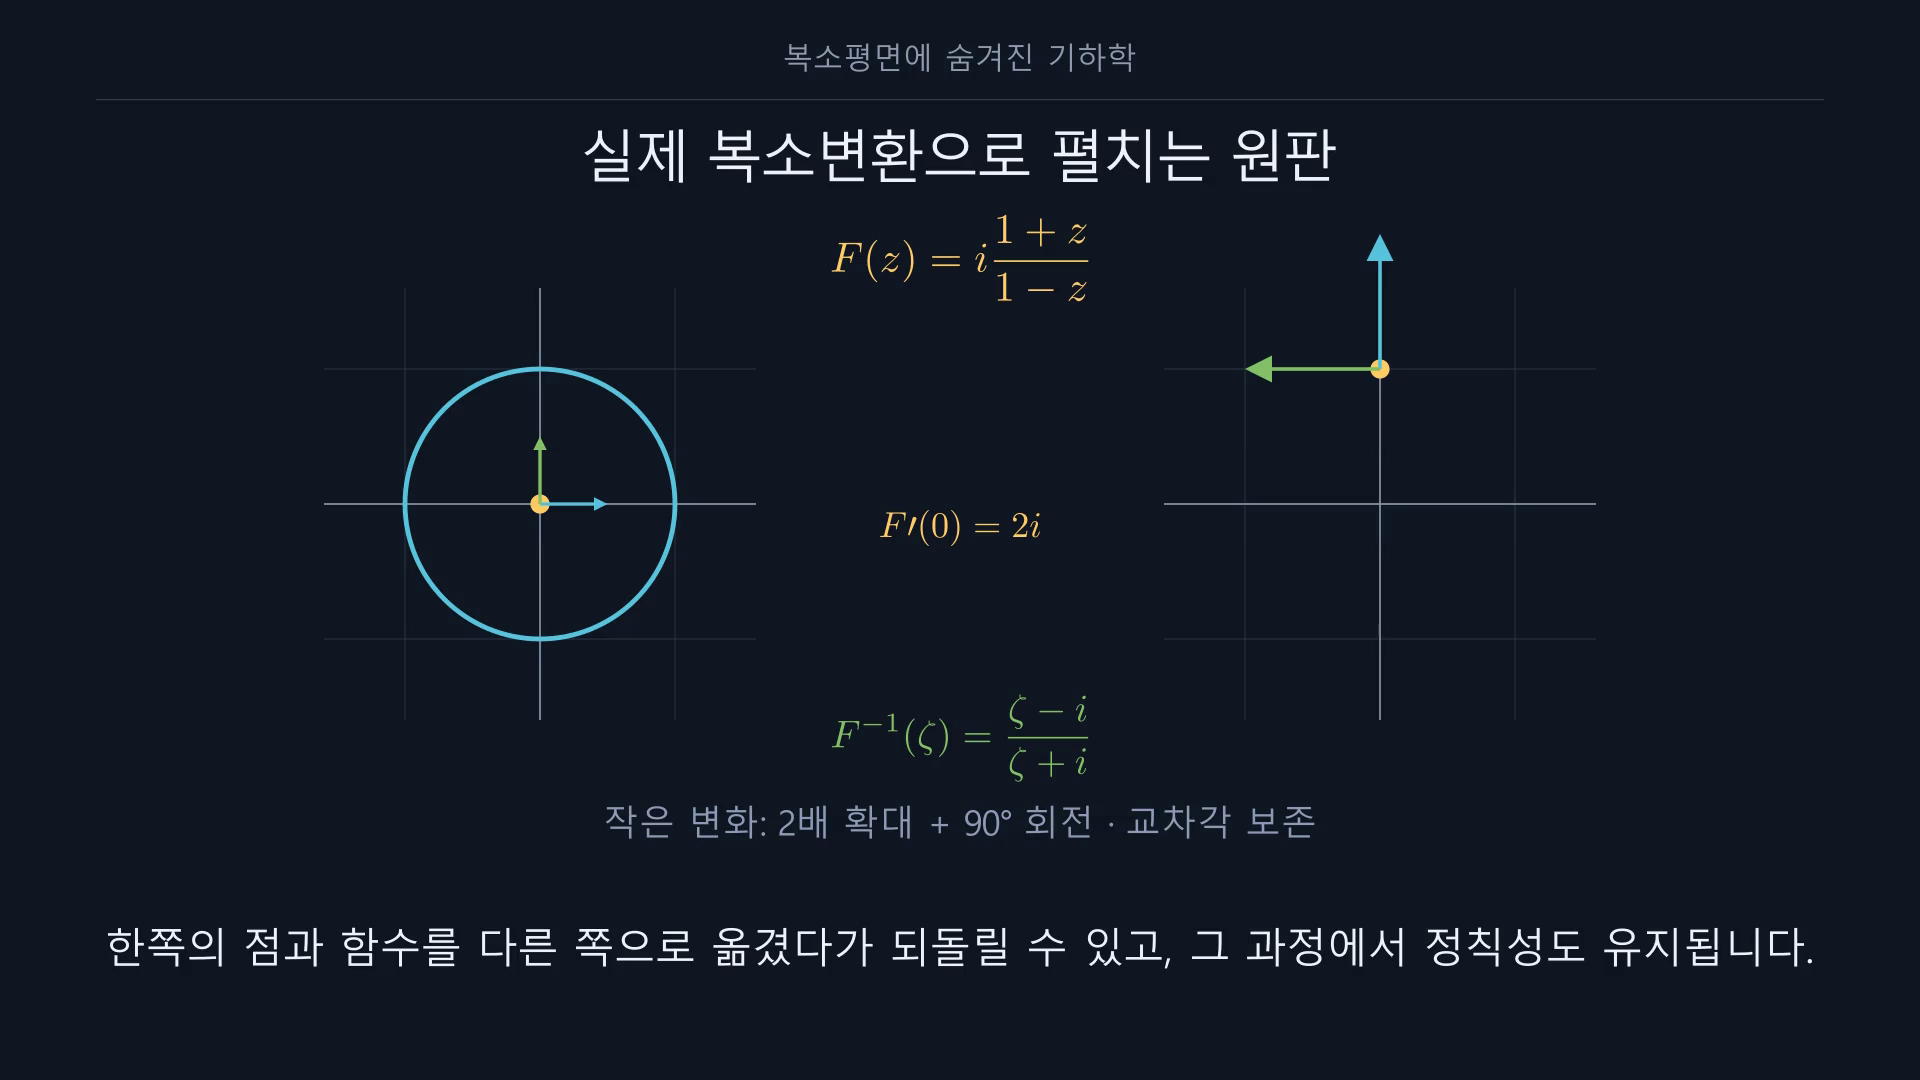 복소평면에 숨겨진 기하학
실제 복소변환으로 펼치는 원판
F(z) = i\frac{1 + z}{1 − z}
F′(0) = 2i
F^{−1}(ζ) = \frac{ζ − i}{ζ + i}
작은 변화: 2배 확대 + 90° 회전 · 교차각 보존
한쪽의 점과 함수를 다른 쪽으로 옮겼다가 되돌릴 수 있고, 그 과정에서 정칙성도 유지됩니다.